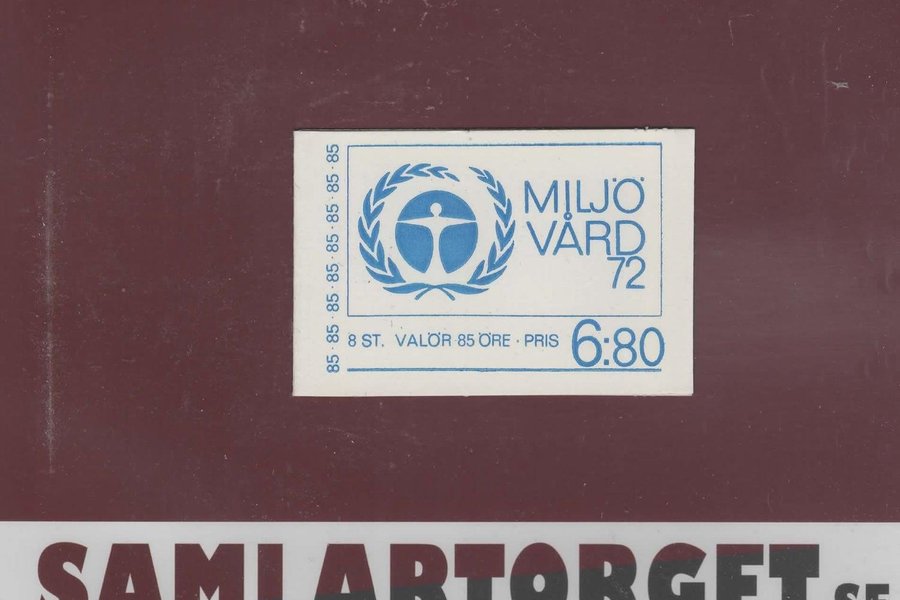 85·85·85·85·85·85·85·85
MILJÖ
VÅRD
72
8 ST. VALÖR 85 ÖRE · PRIS 6:80
SAMLARTORGET.SE